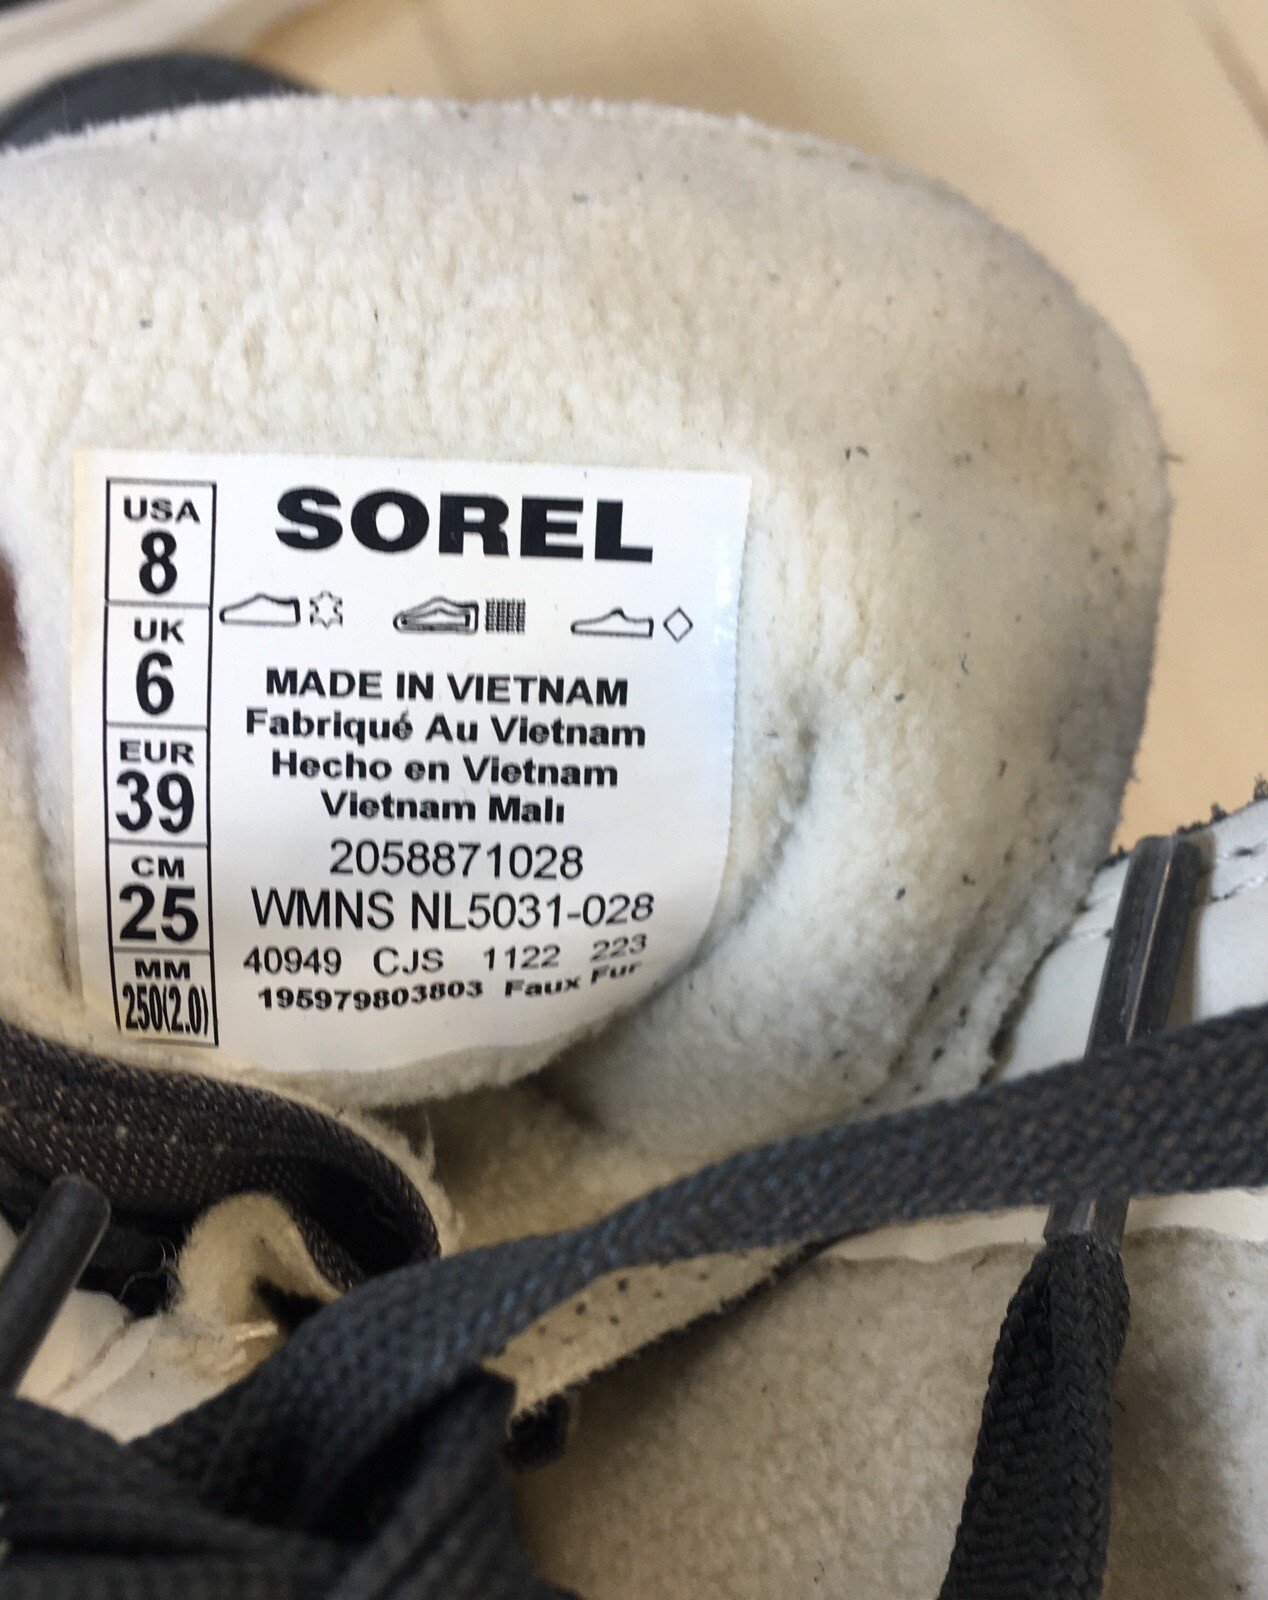 USA
8
UK
6
EUR
39
CM
25
MM
250(2.0)
SOREL
MADE IN VIETNAM
Fabriqué Au Vietnam
Hecho en Vietnam
Vietnam Malı
2058871028
WMNS NL5031-028
40949 CJS 1122 223
195979803803 Faux Fur